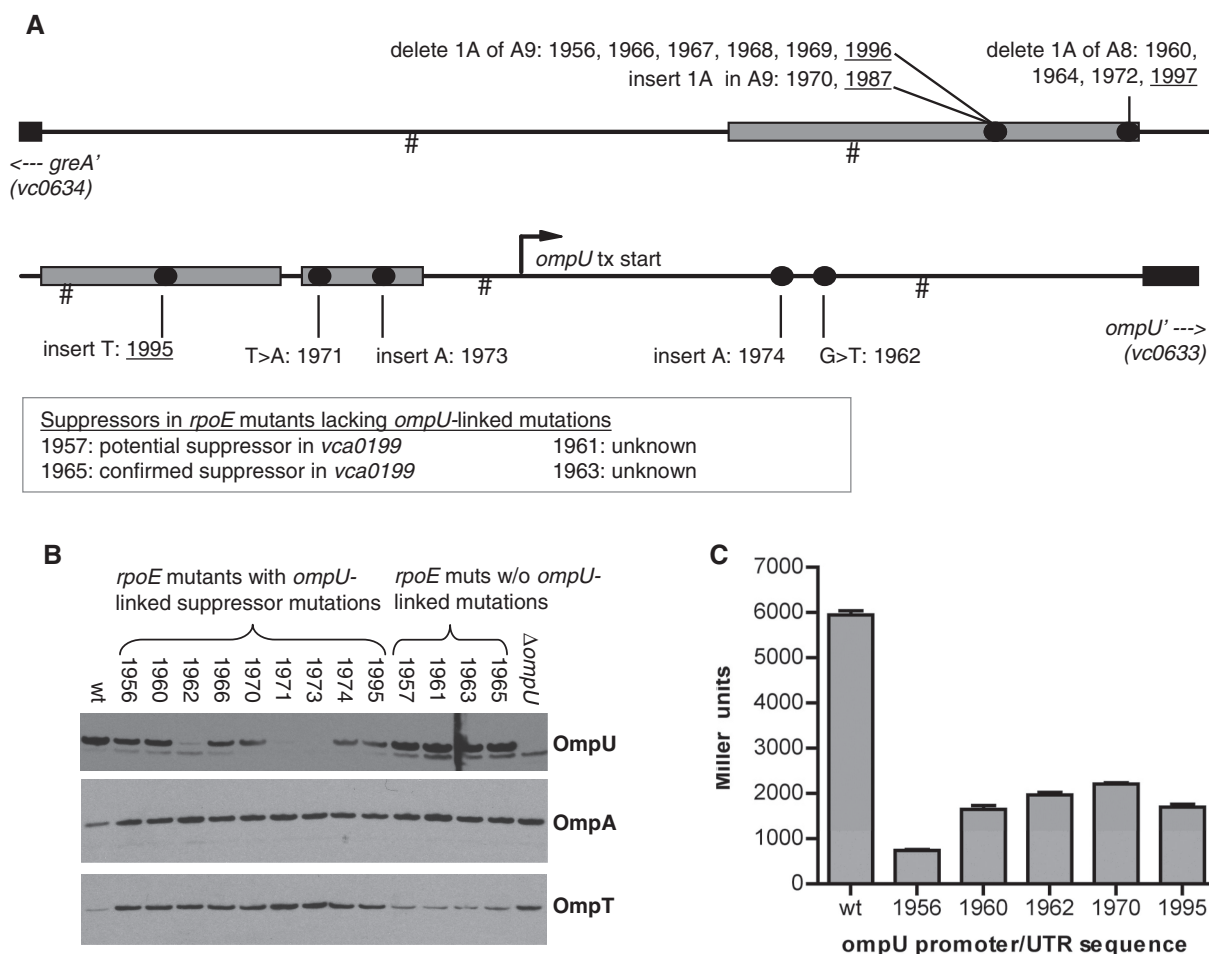 A
delete 1A of A9: 1956, 1966, 1967, 1968, 1969, 1996
insert 1A in A9: 1970, 1987
delete 1A of A8: 1960,
1964, 1972, 1997
#
#
<--- greA'
(vc0634)
ompU tx start
#
#
#
insert T: 1995
T>A: 1971
insert A: 1973
insert A: 1974
G>T: 1962
ompU' --->
(vc0633)
Suppressors in rpoE mutants lacking ompU-linked mutations
1957: potential suppressor in vca0199
1961: unknown
1965: confirmed suppressor in vca0199
1963: unknown
B
rpoE mutants with ompU-
linked suppressor mutations
rpoE muts w/o ompU-
linked mutations
wt
1956
1960
1962
1966
1970
1971
1973
1974
1995
1957
1961
1963
1965
ΔompU
OmpU
OmpA
OmpT
C
Miller units
7000
6000
5000
4000
3000
2000
1000
0
wt
1956
1960
1962
1970
1995
ompU promoter/UTR sequence